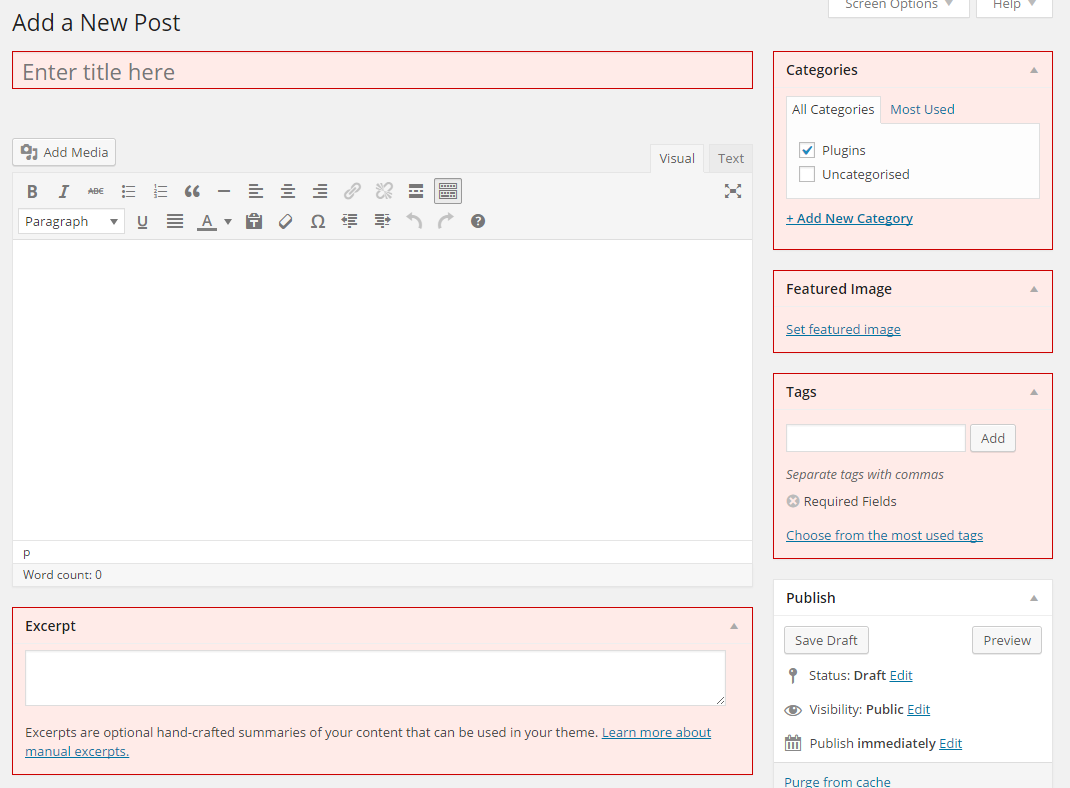 Screen Options
Help
Add a New Post
Enter title here
Add Media
Visual
Text
B I ABC
Paragraph U A T Ω ?
p
Word count: 0
Excerpt
Excerpts are optional hand-crafted summaries of your content that can be used in your theme. Learn more about
manual excerpts.
Categories
All Categories
Most Used
Plugins
Uncategorised
+ Add New Category
Featured Image
Set featured image
Tags
Add
Separate tags with commas
Required Fields
Choose from the most used tags
Publish
Save Draft
Preview
Status: Draft Edit
Visibility: Public Edit
Publish immediately Edit
Purge from cache